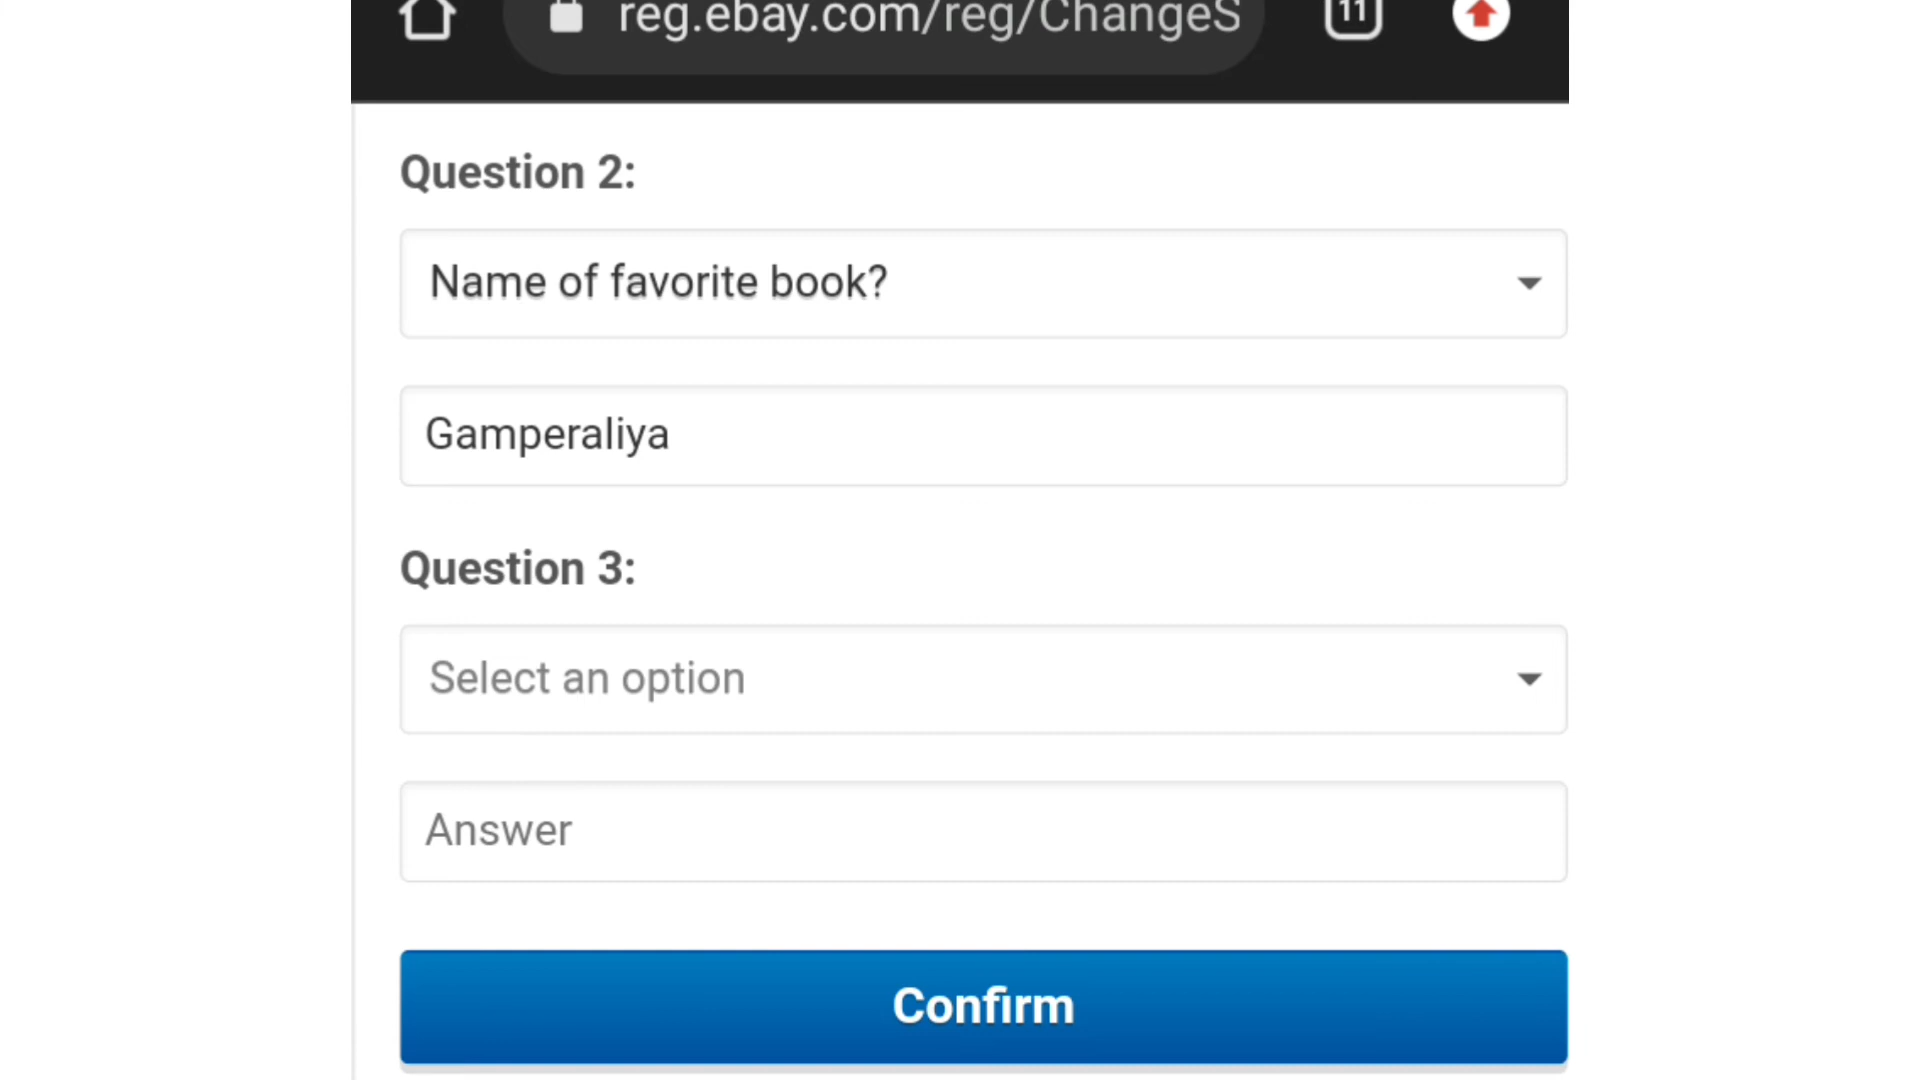 reg.ebay.com/reg/ChangeS
11
Question 2:
Name of favorite book?
Gamperaliya
Question 3:
Select an option
Answer
Confirm